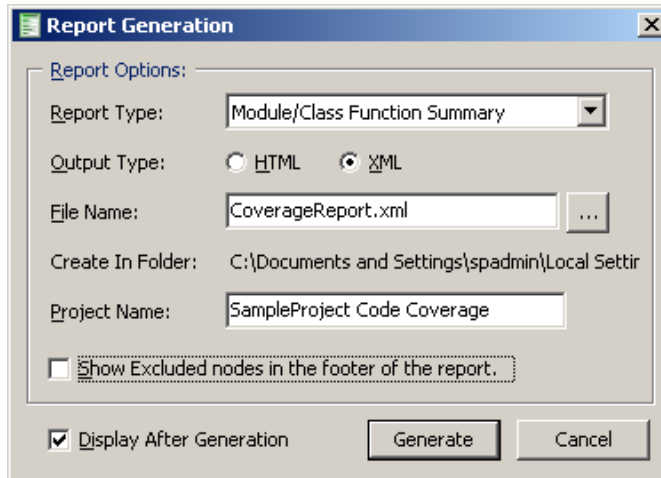 Report Generation
Report Options:
Report Type: Module/Class Function Summary
Output Type: HTML XML
File Name: CoverageReport.xml ...
Create In Folder: C:\Documents and Settings\spadmin\Local Settir
Project Name: SampleProject Code Coverage
Show Excluded nodes in the footer of the report.
Display After Generation Generate Cancel